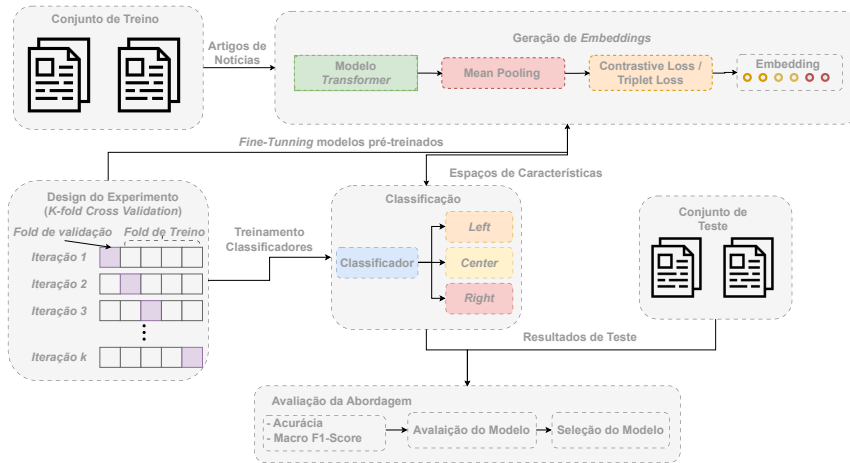 Conjunto de Treino
Artigos de
Notícias
Geração de Embeddings
Modelo
Transformer
Mean Pooling
Contrastive Loss /
Triplet Loss
Embedding
Fine-Tunning modelos pré-treinados
Espaços de Características
Design do Experimento
(K-fold Cross Validation)
Fold de validação
Fold de Treino
Iteração 1
Iteração 2
Iteração 3
Iteração k
Treinamento
Classificadores
Classificação
Classificador
Left
Center
Right
Conjunto de
Teste
Resultados de Teste
Avaliação da Abordagem
- Acurácia
- Macro F1-Score
Avalaição do Modelo
Seleção do Modelo